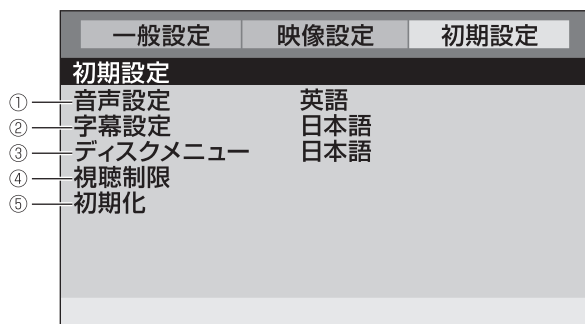 一般設定 映像設定 初期設定
初期設定
① 音声設定 英語
② 字幕設定 日本語
③ ディスクメニュー 日本語
④ 視聴制限
⑤ 初期化